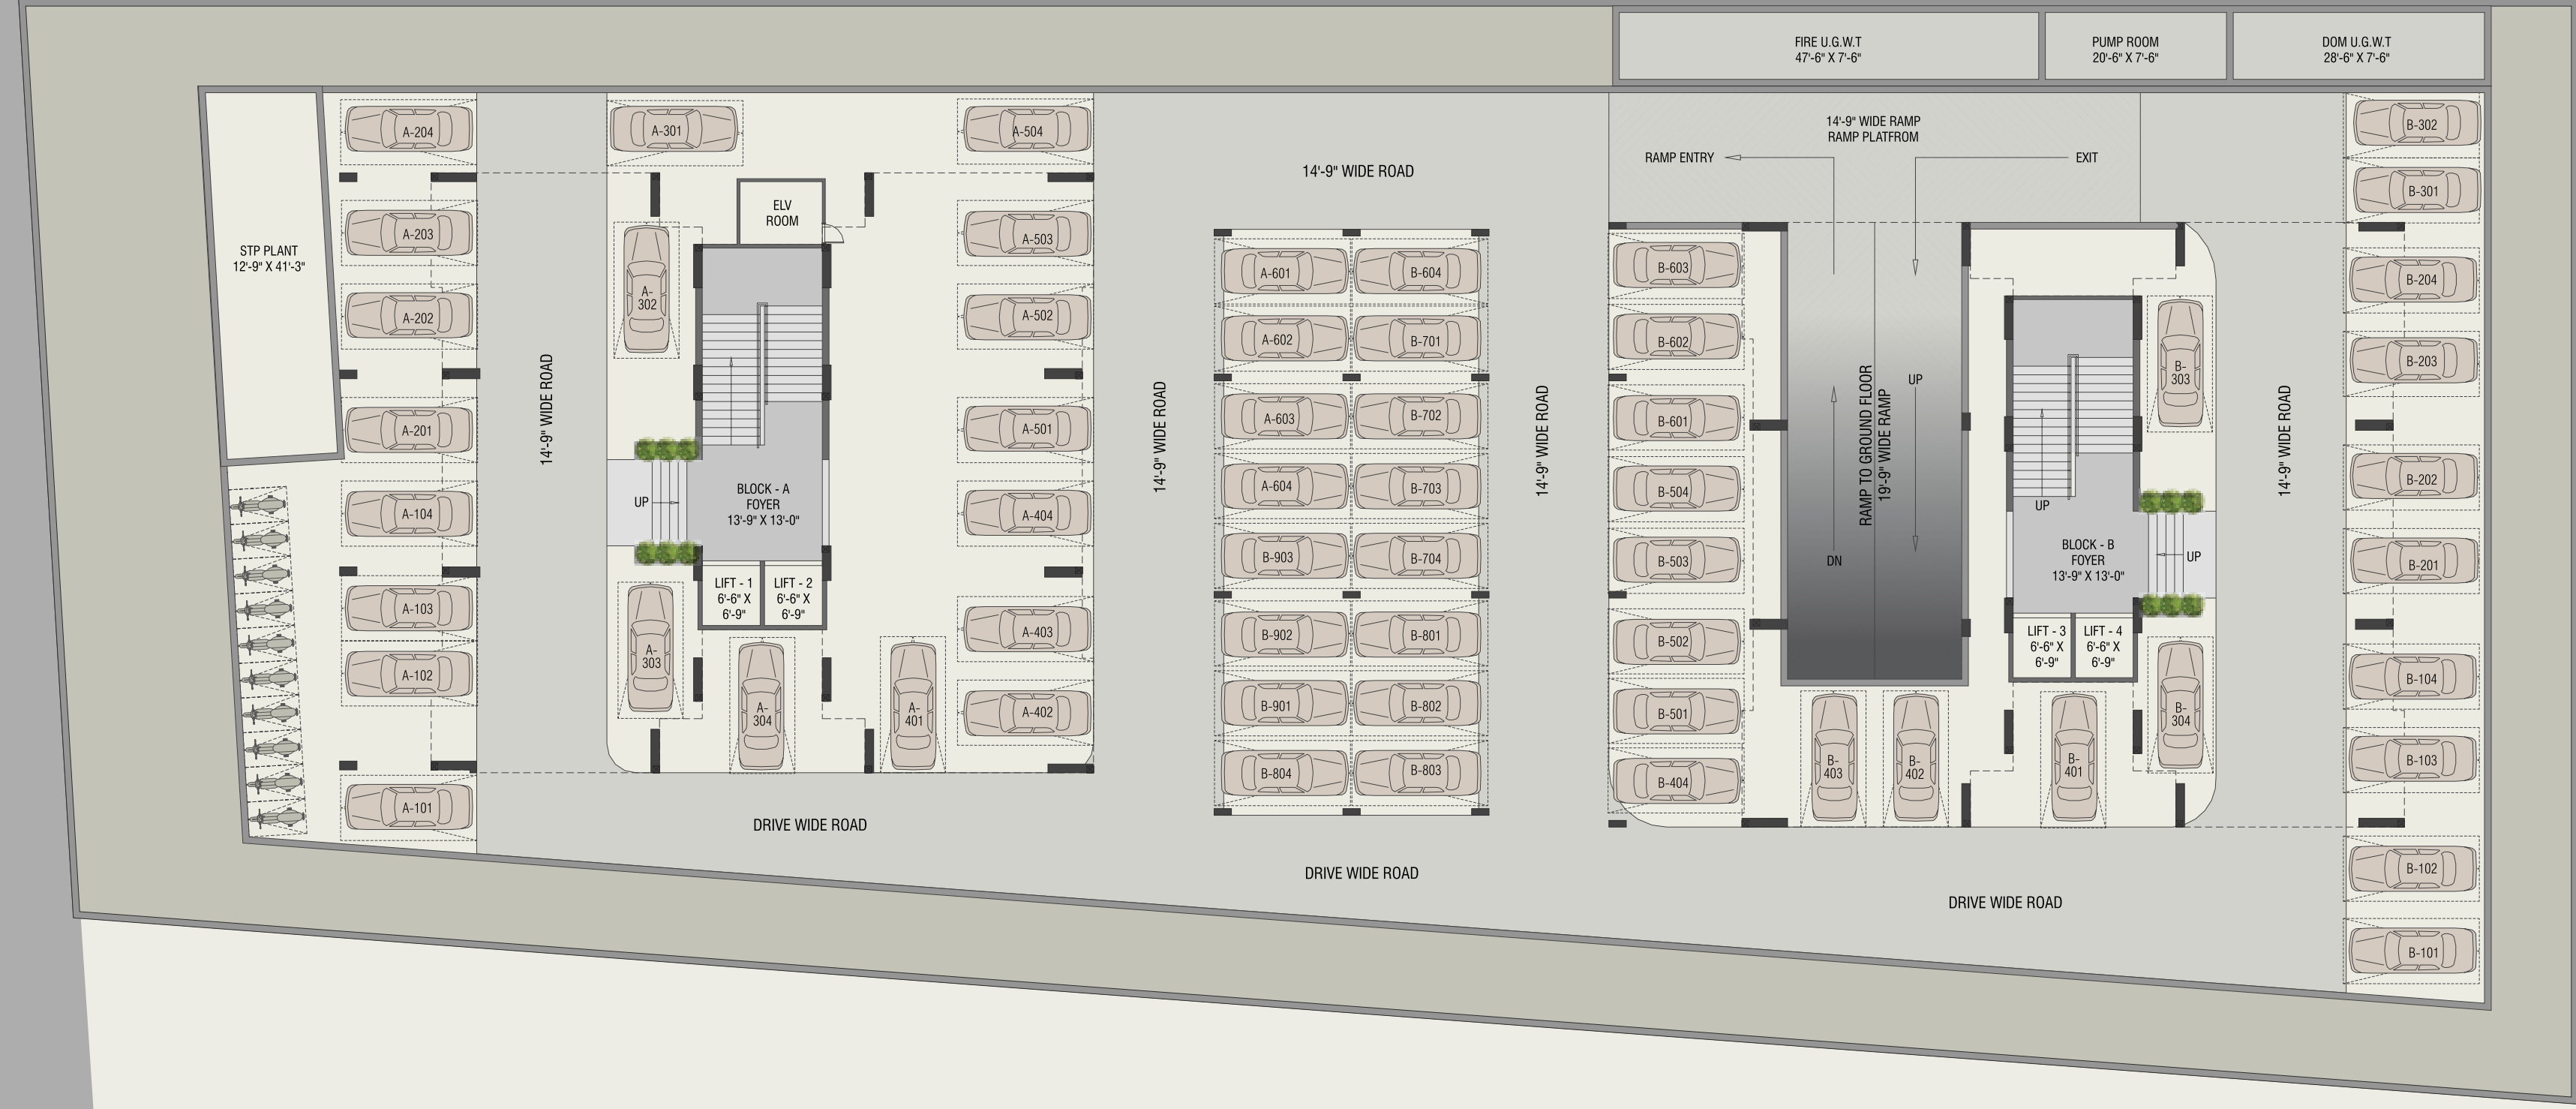 FIRE U.G.W.T
47'-6" X 7'-6"
PUMP ROOM
20'-6" X 7'-6"
DOM U.G.W.T
28'-6" X 7'-6"
STP PLANT
12'-9" X 41'-3"
A-204
A-203
A-202
A-201
A-104
A-103
A-102
A-101
14'-9" WIDE ROAD
A-301
A-
302
ELV
ROOM
UP
BLOCK - A
FOYER
13'-9" X 13'-0"
LIFT - 1
6'-6" X
6'-9"
LIFT - 2
6'-6" X
6'-9"
A-
303
A-
304
A-
401
A-504
A-503
A-502
A-501
A-404
A-403
A-402
DRIVE WIDE ROAD
14'-9" WIDE ROAD
14'-9" WIDE ROAD
A-601
B-604
A-602
B-701
A-603
B-702
A-604
B-703
B-903
B-704
B-902
B-801
B-901
B-802
B-804
B-803
DRIVE WIDE ROAD
14'-9" WIDE ROAD
14'-9" WIDE RAMP
RAMP PLATFROM
RAMP ENTRY
EXIT
B-603
B-602
B-601
B-504
B-503
B-502
B-501
B-404
RAMP TO GROUND FLOOR
19'-9" WIDE RAMP
UP
DN
B-
403
B-
402
B-
401
B-
303
UP
BLOCK - B
FOYER
13'-9" X 13'-0"
UP
LIFT - 3
6'-6" X
6'-9"
LIFT - 4
6'-6" X
6'-9"
B-
304
DRIVE WIDE ROAD
14'-9" WIDE ROAD
B-302
B-301
B-204
B-203
B-202
B-201
B-104
B-103
B-102
B-101